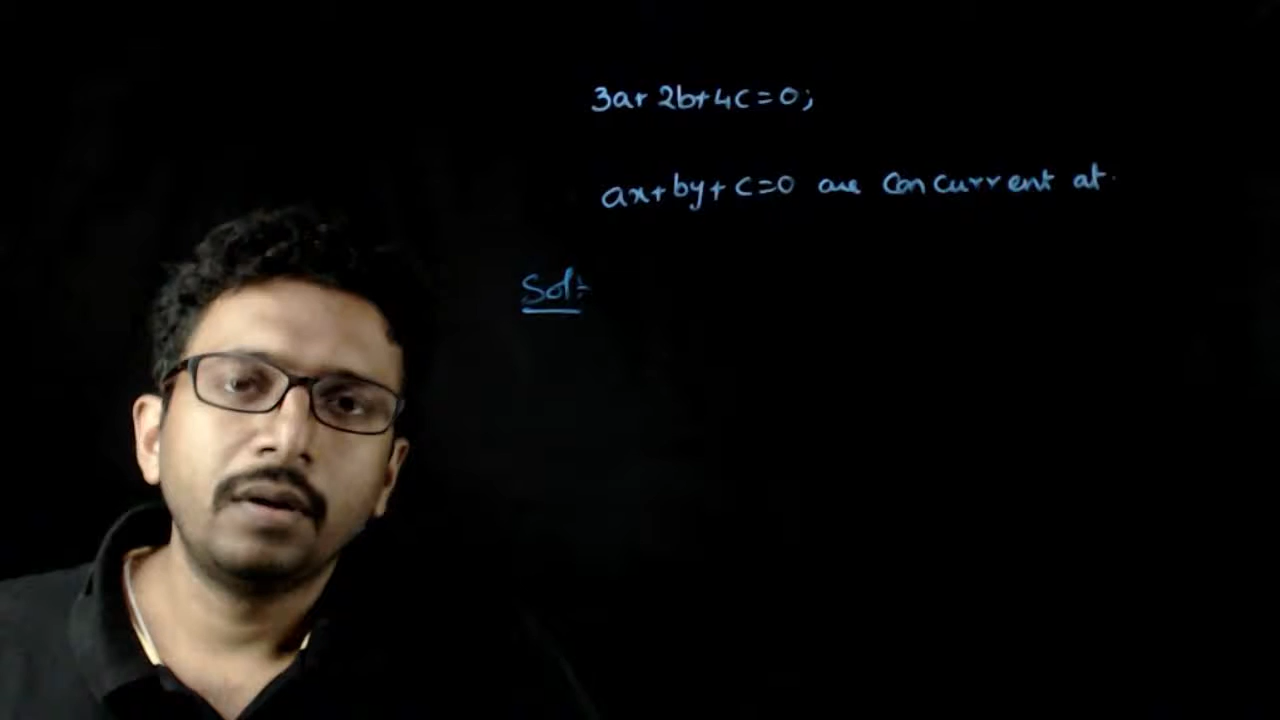 3a+ 2b+4c=0;
ax+by+c=0 are concurrent at.
Sol:-